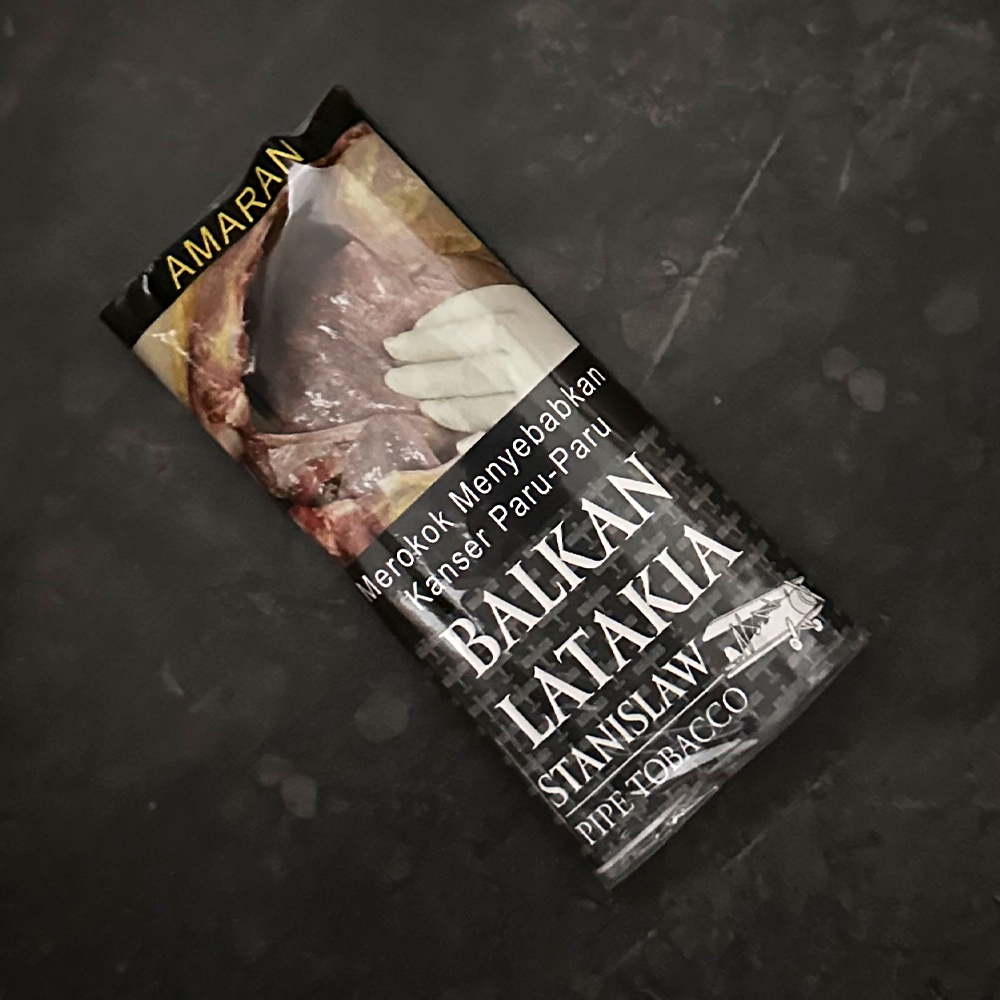 AMARAN
Merokok Menyebabkan
Kanser Paru-Paru
BALKAN
LATAKIA
STANISLAW
PIPE TOBACCO